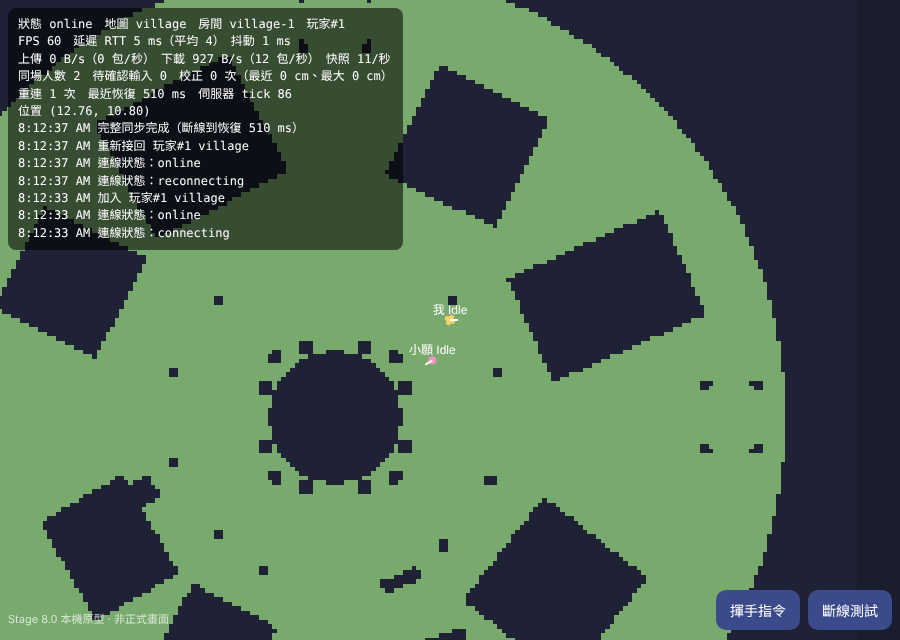 狀態 online 地圖 village 房間 village-1 玩家#1
FPS 60 延遲 RTT 5 ms（平均 4） 抖動 1 ms
上傳 0 B/s（0 包/秒） 下載 927 B/s（12 包/秒） 快照 11/秒
同場人數 2 待確認輸入 0 校正 0 次（最近 0 cm、最大 0 cm）
重連 1 次 最近恢復 510 ms 伺服器 tick 86
位置 (12.76, 10.80)
8:12:37 AM 完整同步完成（斷線到恢復 510 ms）
8:12:37 AM 重新接回 玩家#1 village
8:12:37 AM 連線狀態：online
8:12:37 AM 連線狀態：reconnecting
8:12:33 AM 加入 玩家#1 village
8:12:33 AM 連線狀態：online
8:12:33 AM 連線狀態：connecting
我 Idle
小願 Idle
Stage 8.0 本機原型 · 非正式畫面
揮手指令
斷線測試